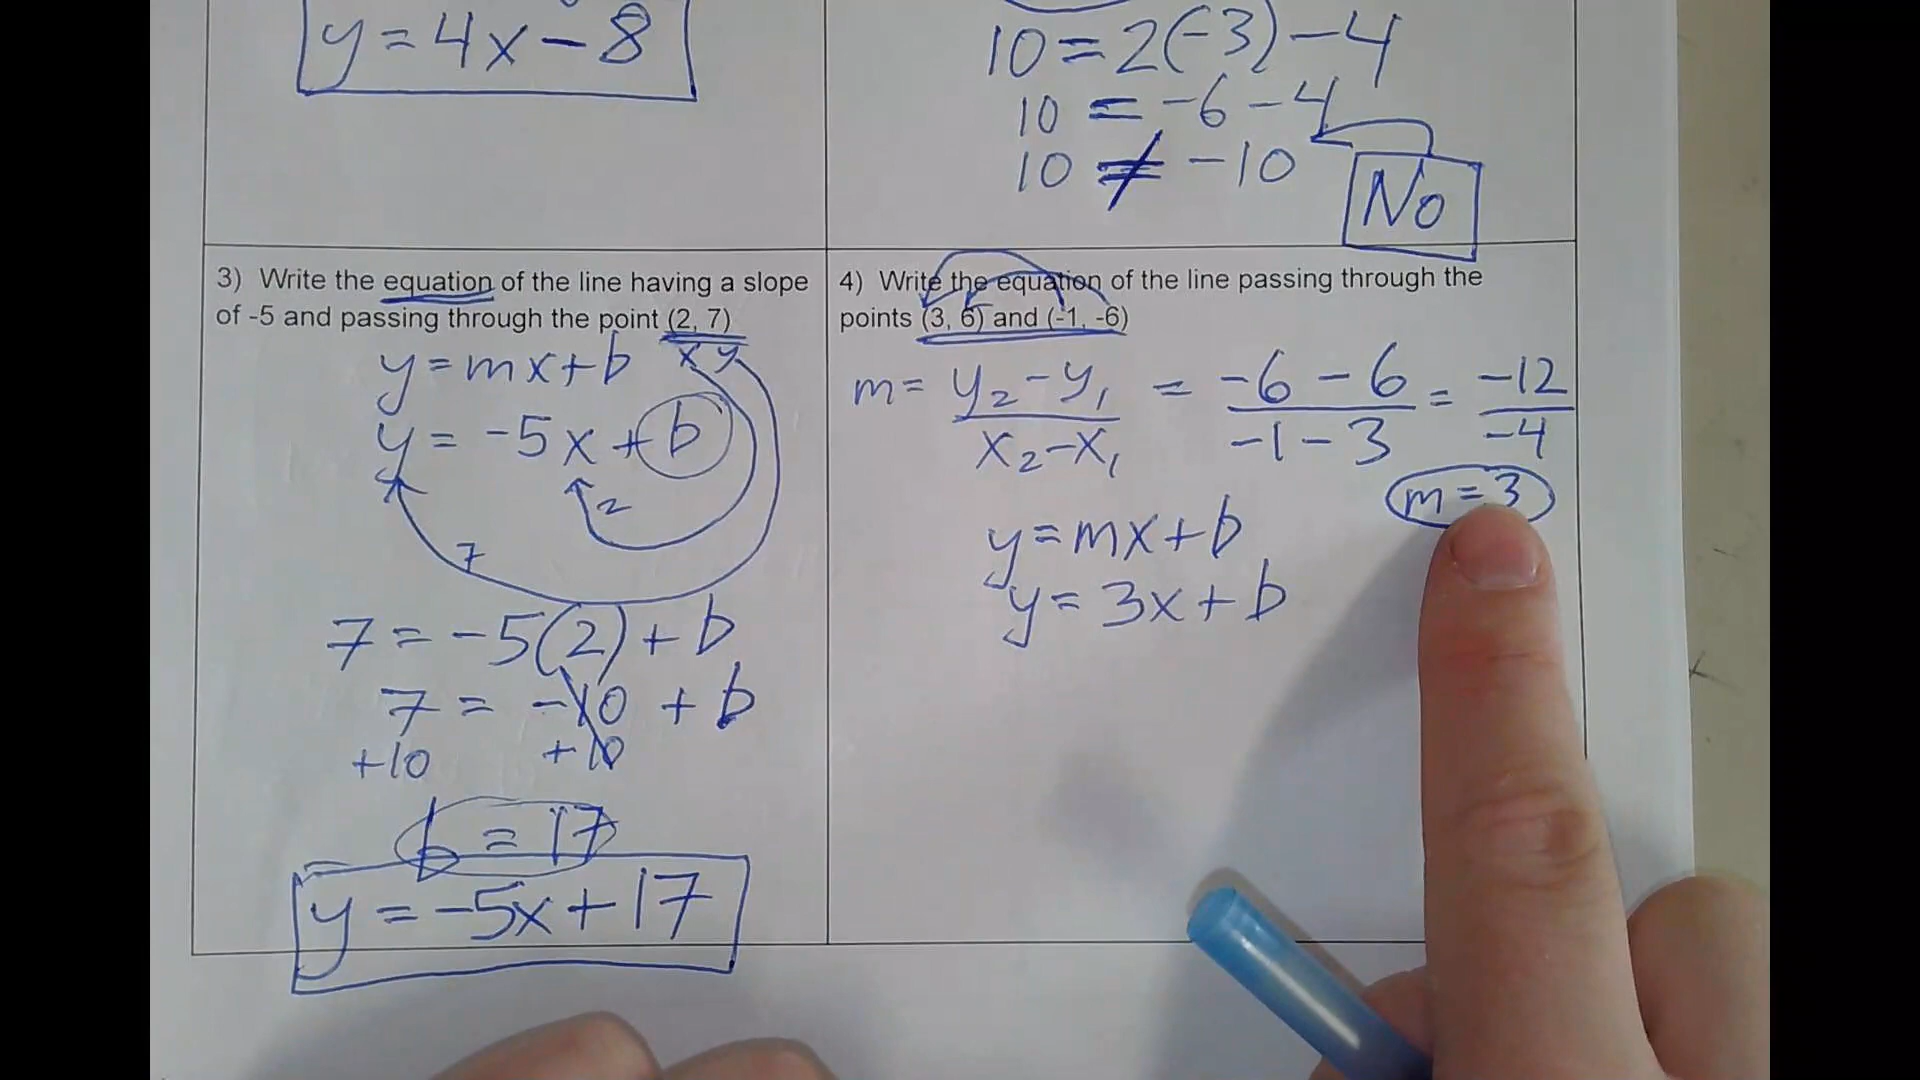 y = 4x - 8
10 = 2(-3) - 4
10 = -6 - 4
10 ≠ -10
No
3) Write the equation of the line having a slope
of -5 and passing through the point (2, 7)
x y
y = mx + b
y = -5x + b
2
7
7 = -5(2) + b
7 = -10 + b
+10 +10
b = 17
y = -5x + 17
4) Write the equation of the line passing through the
points (3, 6) and (-1, -6)
m = y₂ - y₁ / x₂ - x₁ = -6 - 6 / -1 - 3 = -12 / -4
m = 3
y = mx + b
y = 3x + b